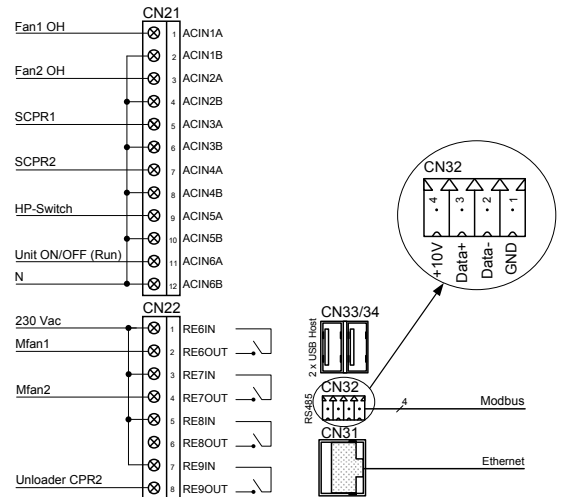 CN21
Fan1 OH 1 ACIN1A
2 ACIN1B
Fan2 OH 3 ACIN2A
4 ACIN2B
SCPR1 5 ACIN3A
6 ACIN3B
SCPR2 7 ACIN4A
8 ACIN4B
HP-Switch 9 ACIN5A
10 ACIN5B
Unit ON/OFF (Run) 11 ACIN6A
N 12 ACIN6B
CN22
230 Vac 1 RE6IN
Mfan1 2 RE6OUT
3 RE7IN
Mfan2 4 RE7OUT
5 RE8IN
6 RE8OUT
7 RE9IN
Unloader CPR2 8 RE9OUT
CN32
4 3 2 1
+10V Data+ Data- GND
CN33/34
2 x USB Host
CN32
RS485
4 Modbus
CN31
Ethernet